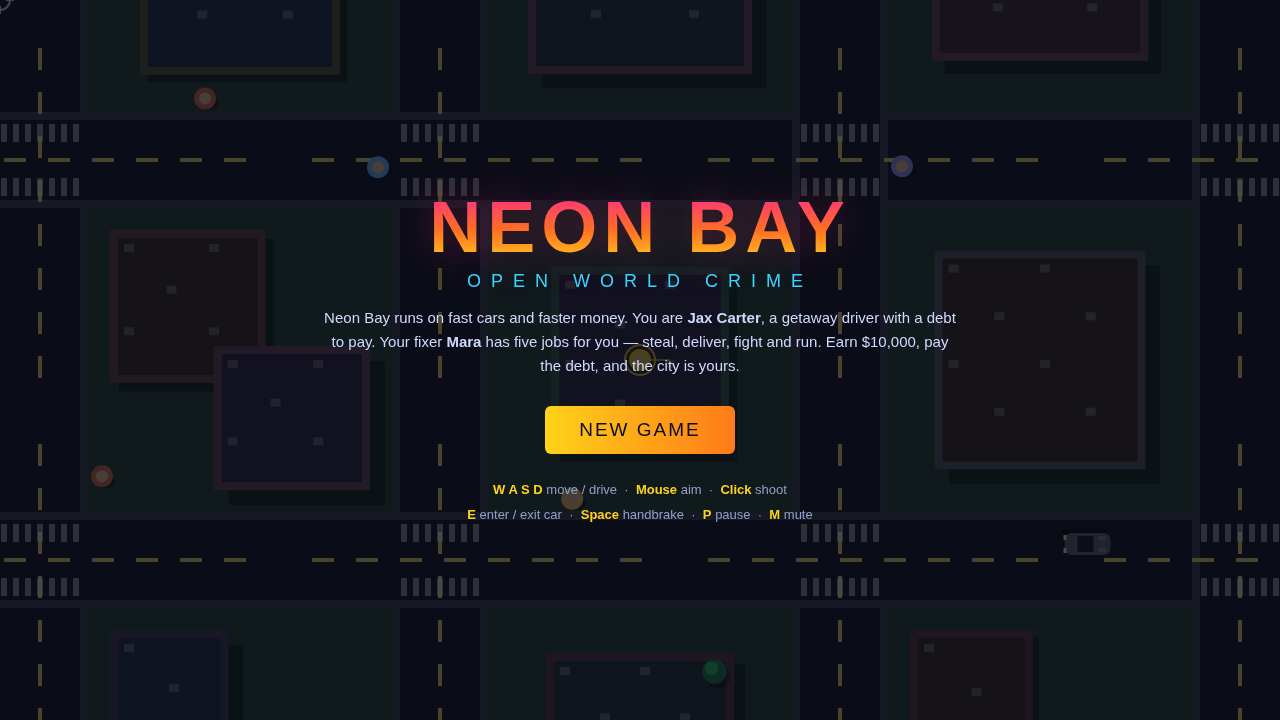 NEON BAY
OPEN WORLD CRIME
Neon Bay runs on fast cars and faster money. You are Jax Carter, a getaway driver with a debt
to pay. Your fixer Mara has five jobs for you — steal, deliver, fight and run. Earn $10,000, pay
the debt, and the city is yours.
NEW GAME
W A S D move / drive · Mouse aim · Click shoot
E enter / exit car · Space handbrake · P pause · M mute